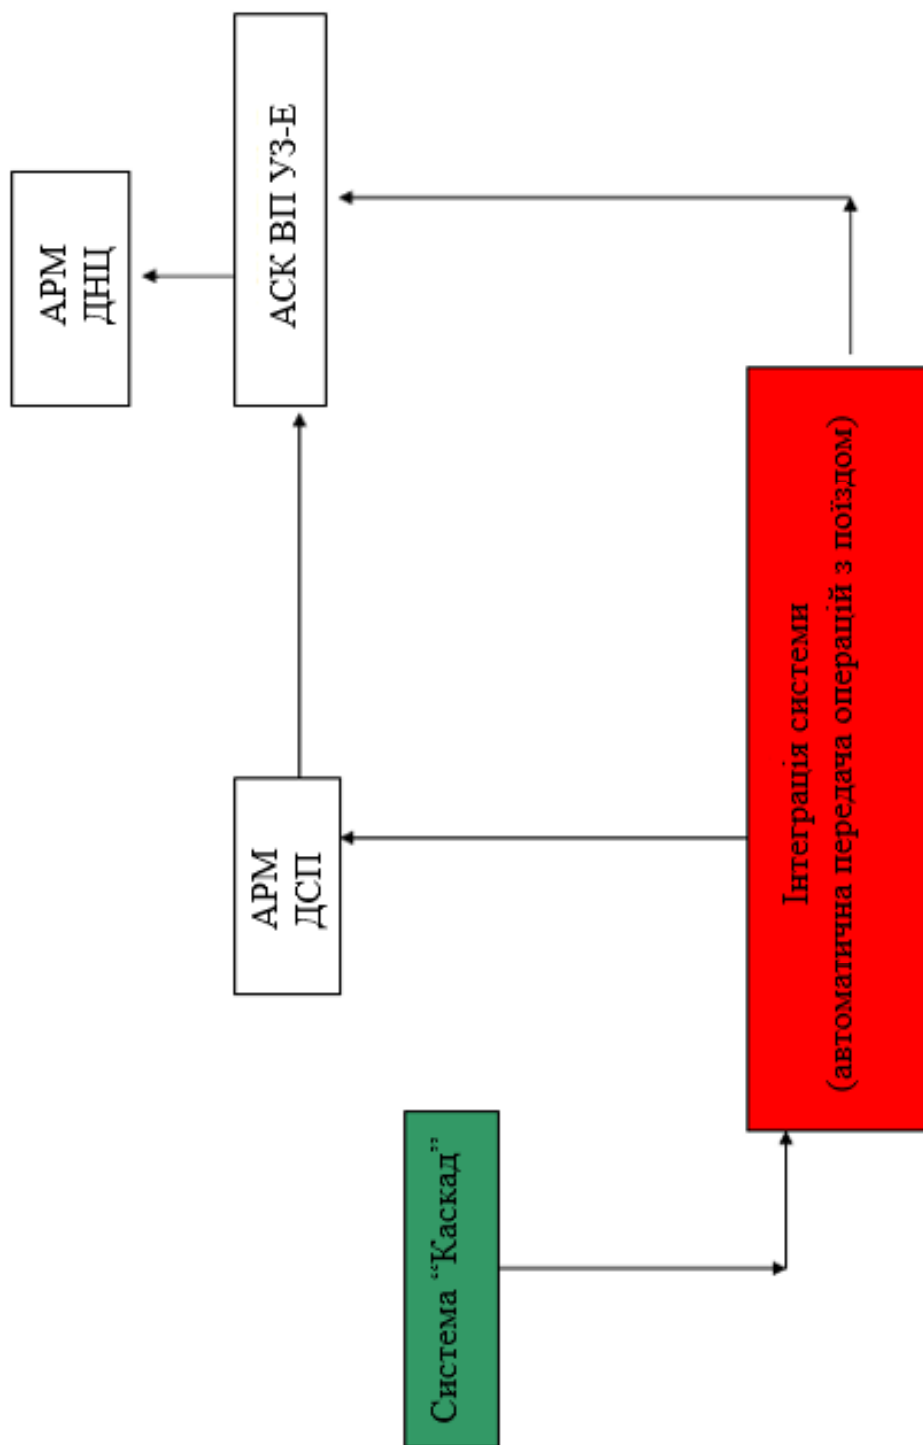 АРМ
ДНЦ
АСК ВП УЗ-Е
АРМ
ДСП
Система “Каскад”
Інтеграція системи
(автоматична передача операцій з поїздом)